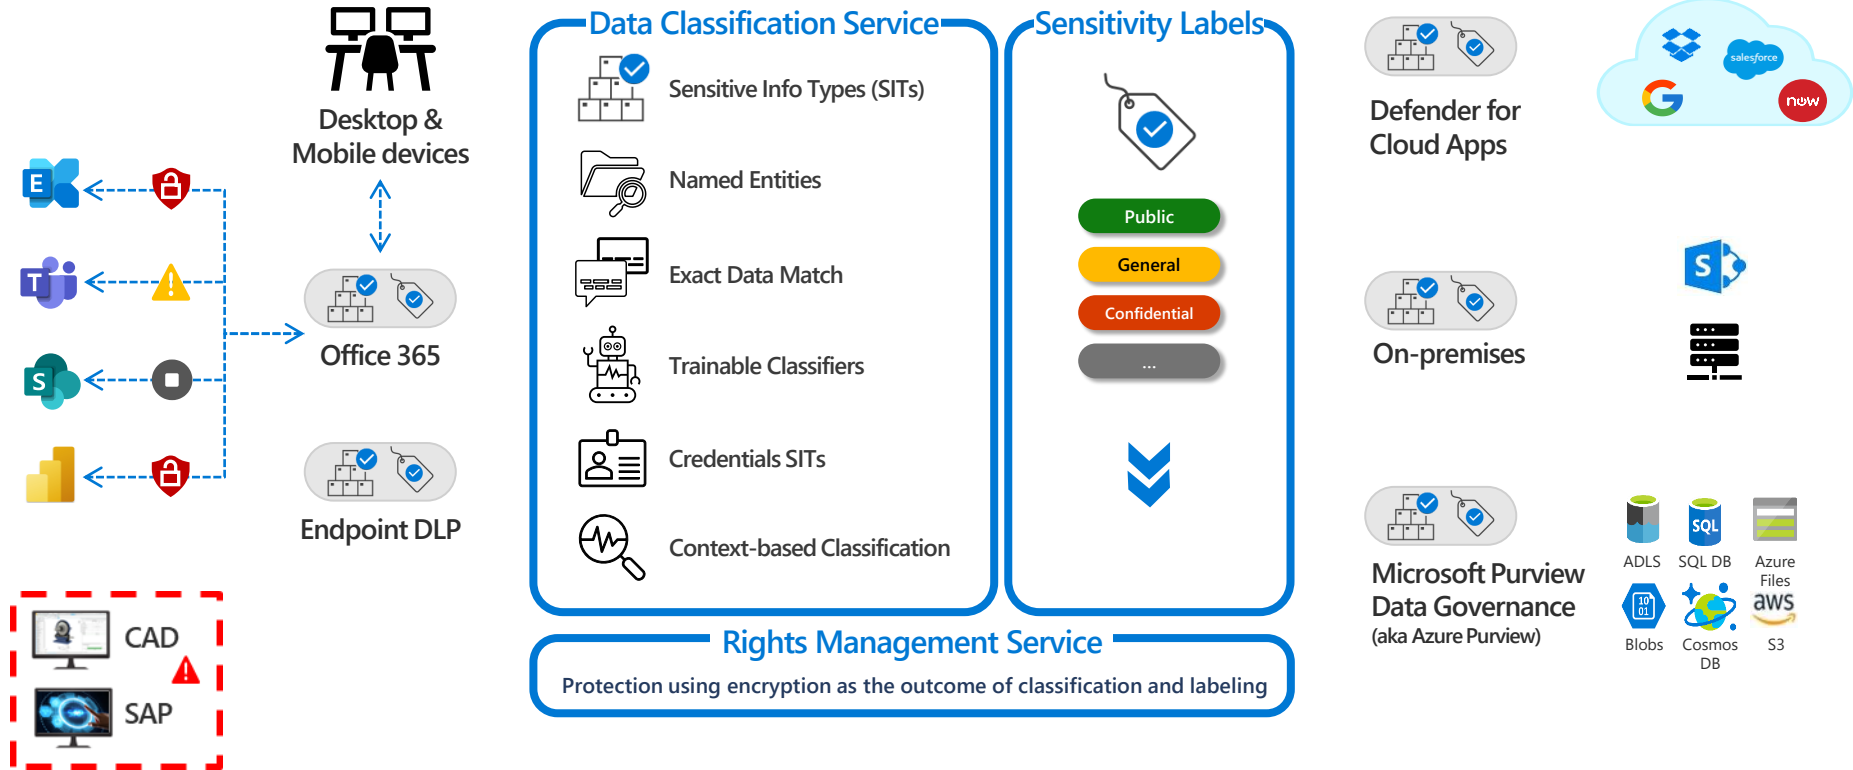 Desktop &
Mobile devices
E
T
S
Office 365
Endpoint DLP
CAD
SAP
Data Classification Service
Sensitive Info Types (SITs)
Named Entities
Exact Data Match
Trainable Classifiers
Credentials SITs
Context-based Classification
Sensitivity Labels
Public
General
Confidential
...
Rights Management Service
Protection using encryption as the outcome of classification and labeling
Defender for
Cloud Apps
salesforce
G
now
On-premises
S
Microsoft Purview
Data Governance
(aka Azure Purview)
SQL
ADLS
SQL DB
Azure
Files
10
01
aws
Blobs
Cosmos
DB
S3